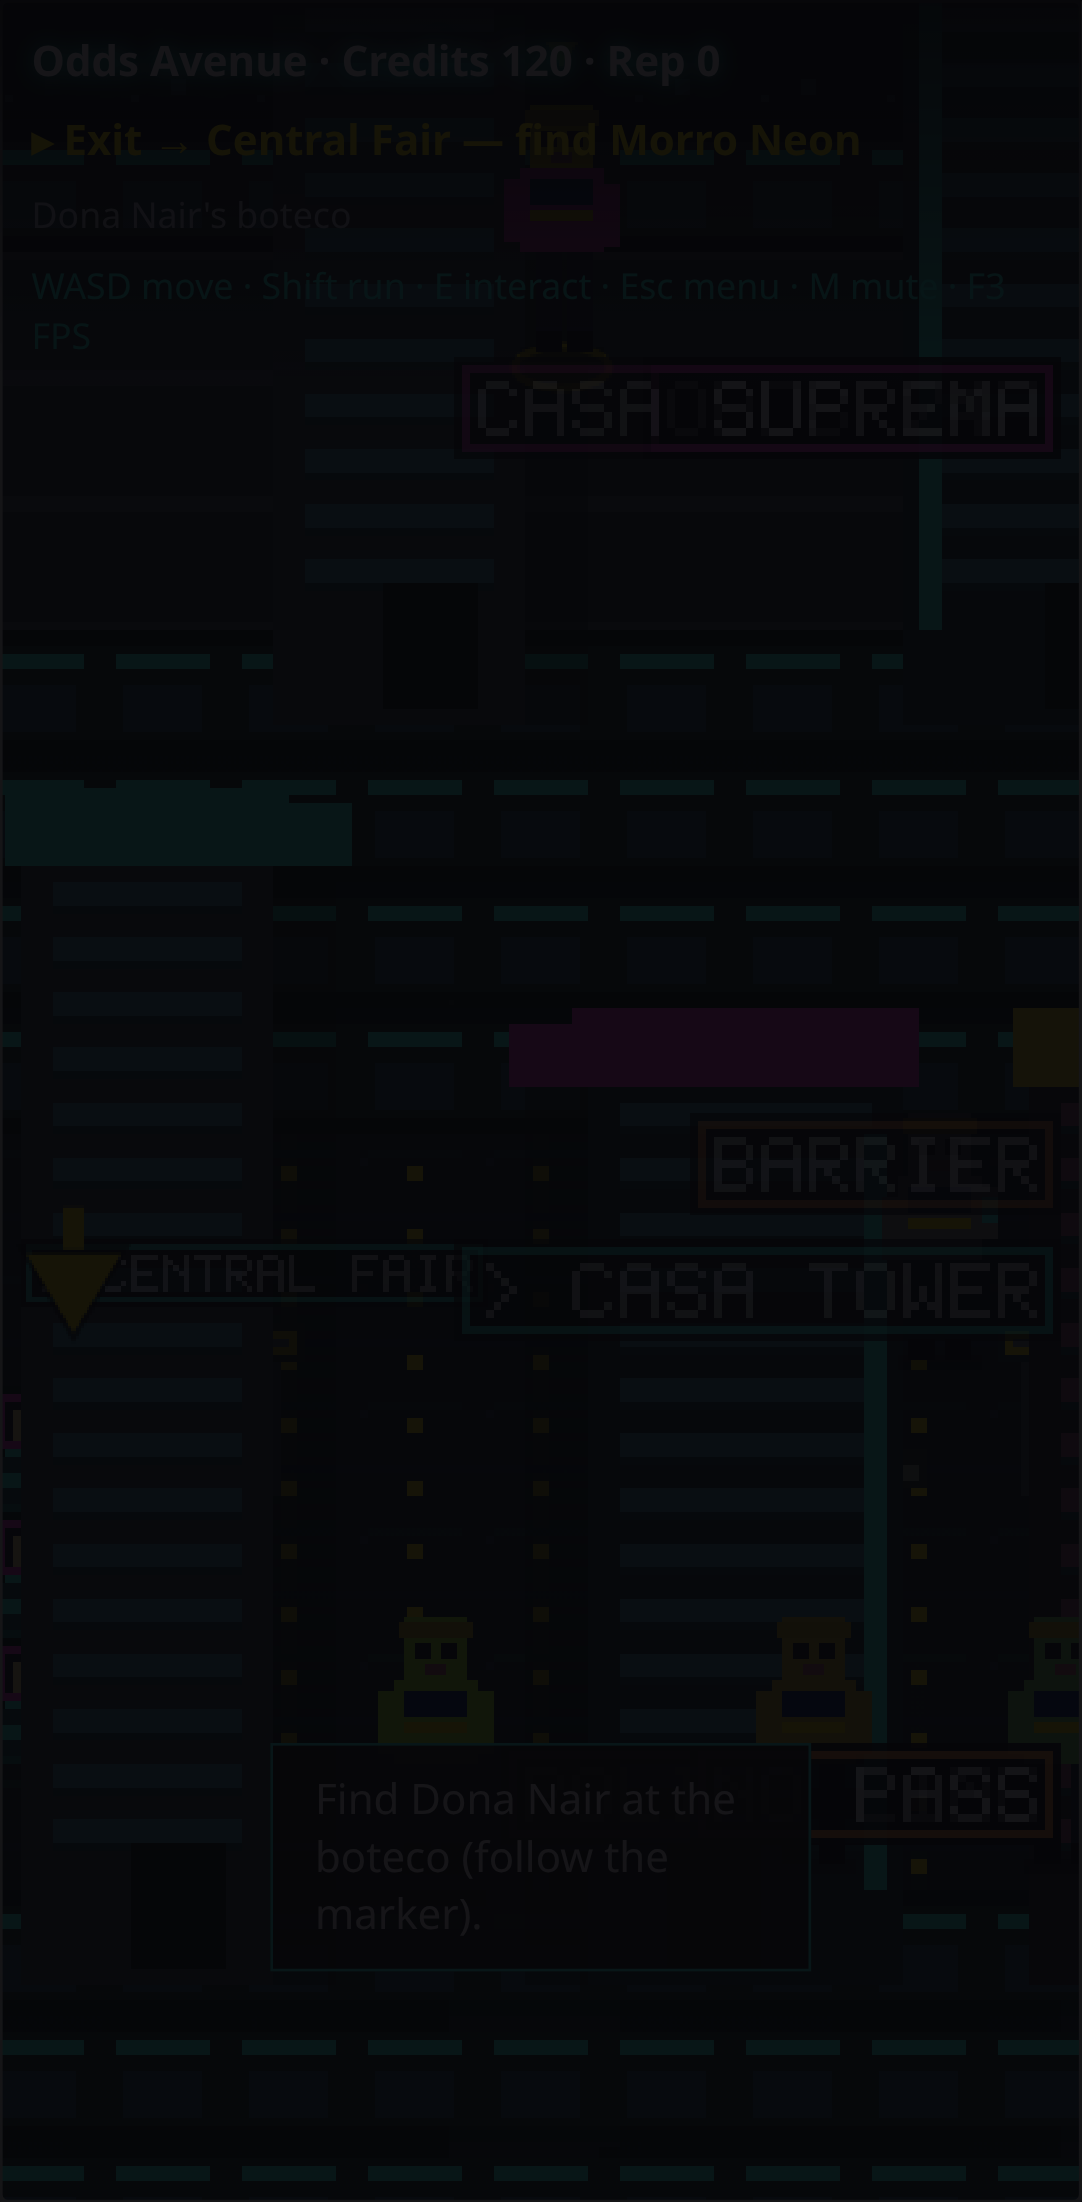 Odds Avenue · Credits 120 · Rep 0
▸ Exit → Central Fair — find Morro Neon
Dona Nair's boteco
WASD move · Shift run · E interact · Esc menu · M mute · F3
FPS
CASA SUPREMA
BARRIER
CENTRAL FAIR
> CASA TOWER
PASS
Find Dona Nair at the
boteco (follow the
marker).